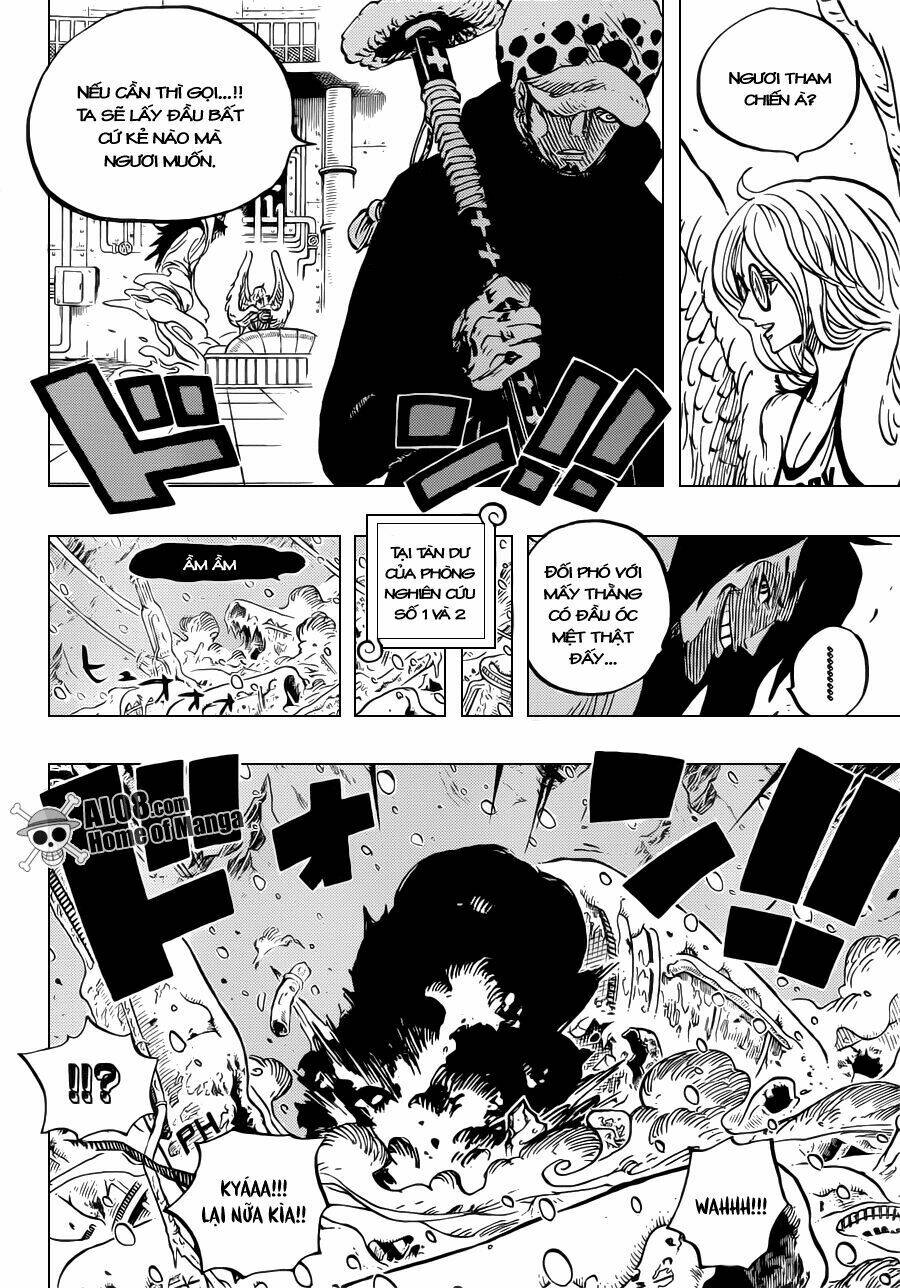 NGƯƠI THAM
CHIẾN À?
NẾU CẦN THÌ GỌI...!!
TA SẼ LẤY ĐẦU BẤT
CỨ KẺ NÀO MÀ
NGƯƠI MUỐN.
ドン!!
ẦM ẦM
TẠI TÀN DƯ
CỦA PHÒNG
NGHIÊN CỨU
SỐ 1 VÀ 2
ĐỐI PHÓ VỚI
MẤY THẰNG
CÓ ĐẦU ÓC
MỆT THẬT
ĐẤY...
ALO8.com
Home Of Manga
!!?
KYÁAA!!!
LẠI NỮA KÌA!!
WAHHH!!!